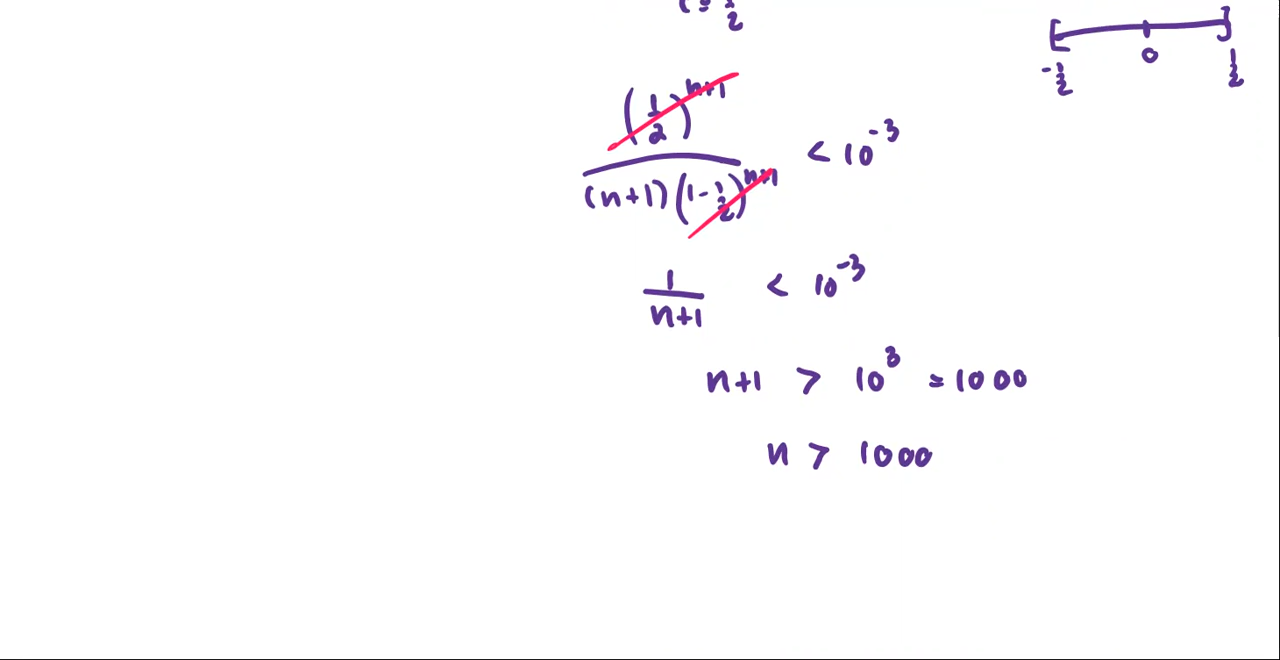 -1/2 0 1/2
(1/2)^(n+1) / (n+1)(1-1/2)^(n+1) < 10^-3
1/(n+1) < 10^-3
n+1 > 10^3 = 1000
n > 1000